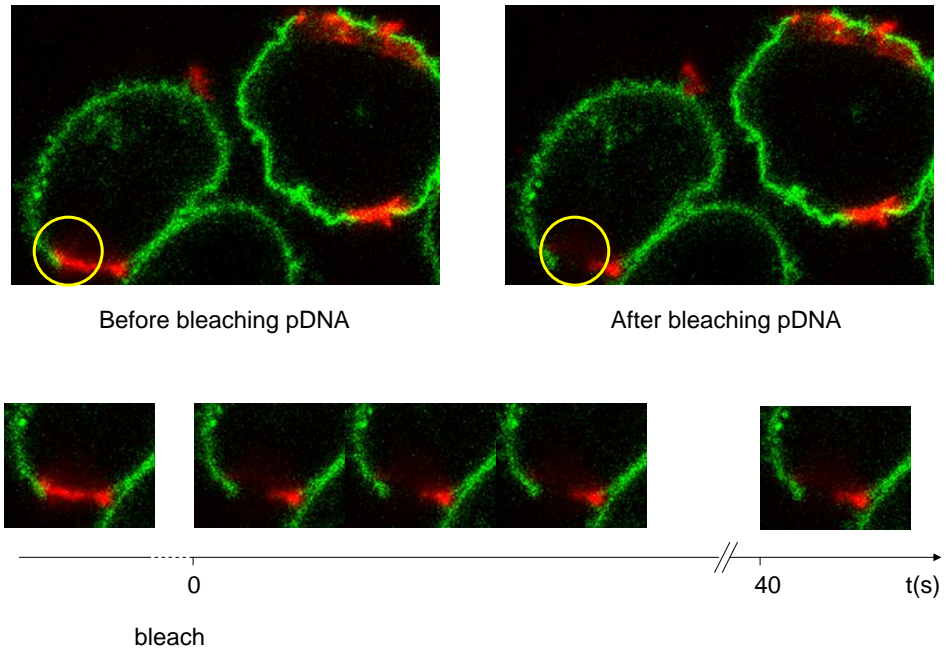 Before bleaching pDNA
After bleaching pDNA
0
40
t(s)
bleach